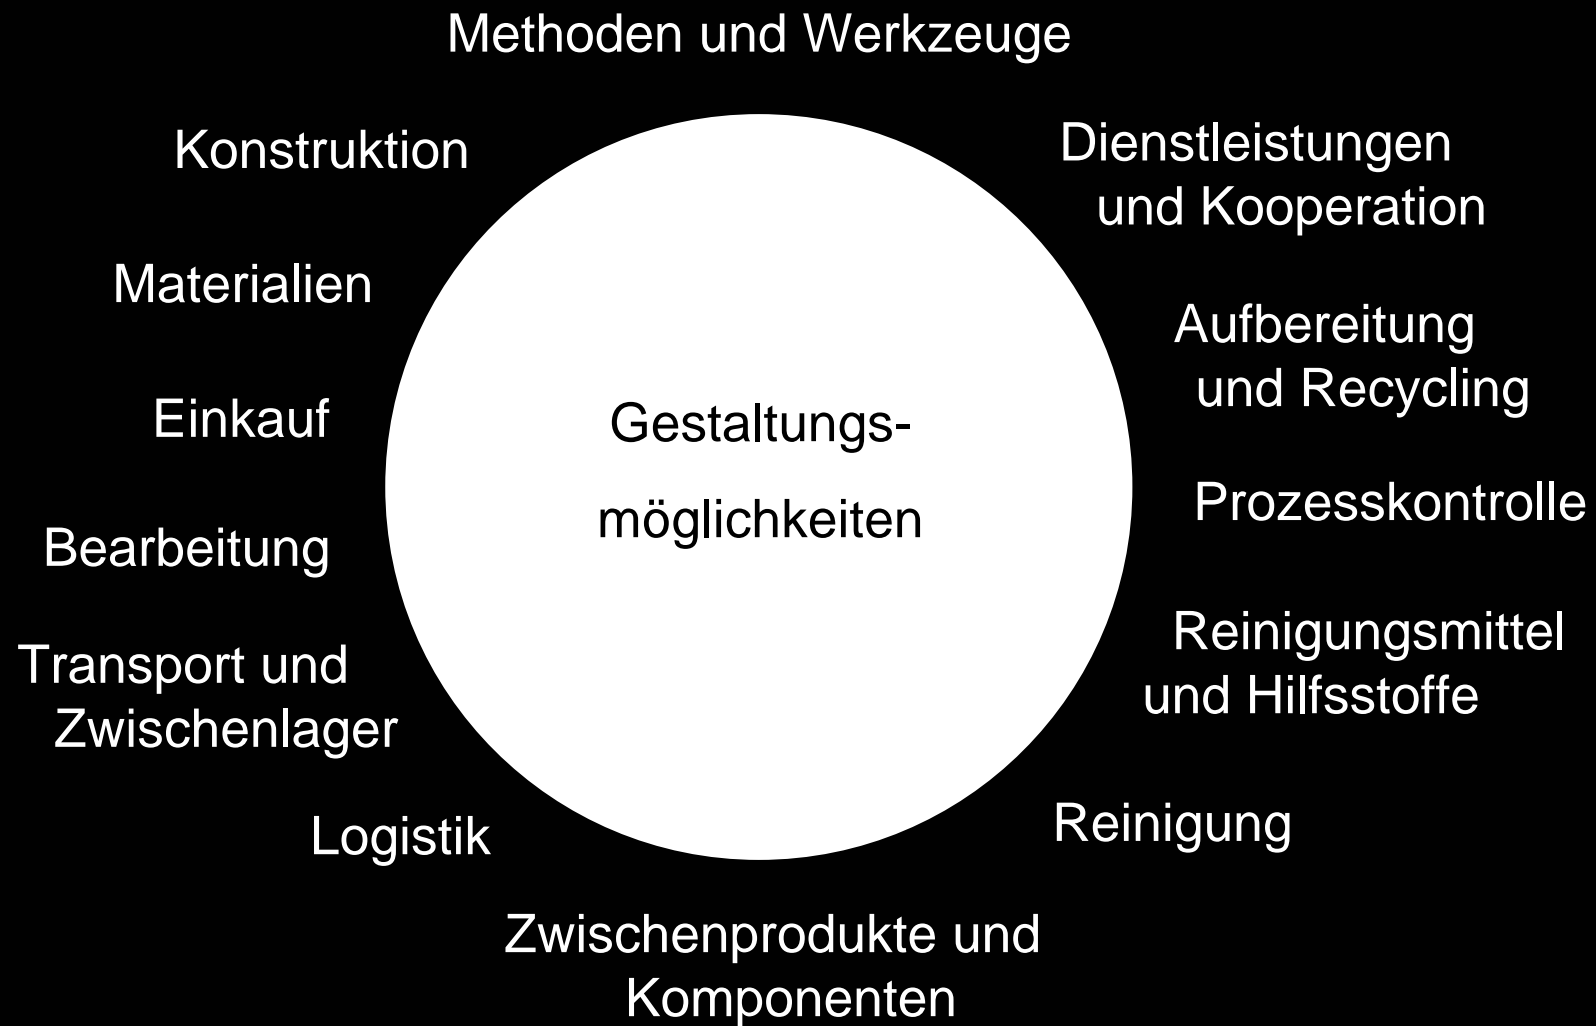 Methoden und Werkzeuge
Konstruktion
Dienstleistungen
und Kooperation
Materialien
Aufbereitung
und Recycling
Einkauf
Gestaltungs-
möglichkeiten
Prozesskontrolle
Bearbeitung
Reinigungsmittel
und Hilfsstoffe
Transport und
Zwischenlager
Logistik
Reinigung
Zwischenprodukte und
Komponenten